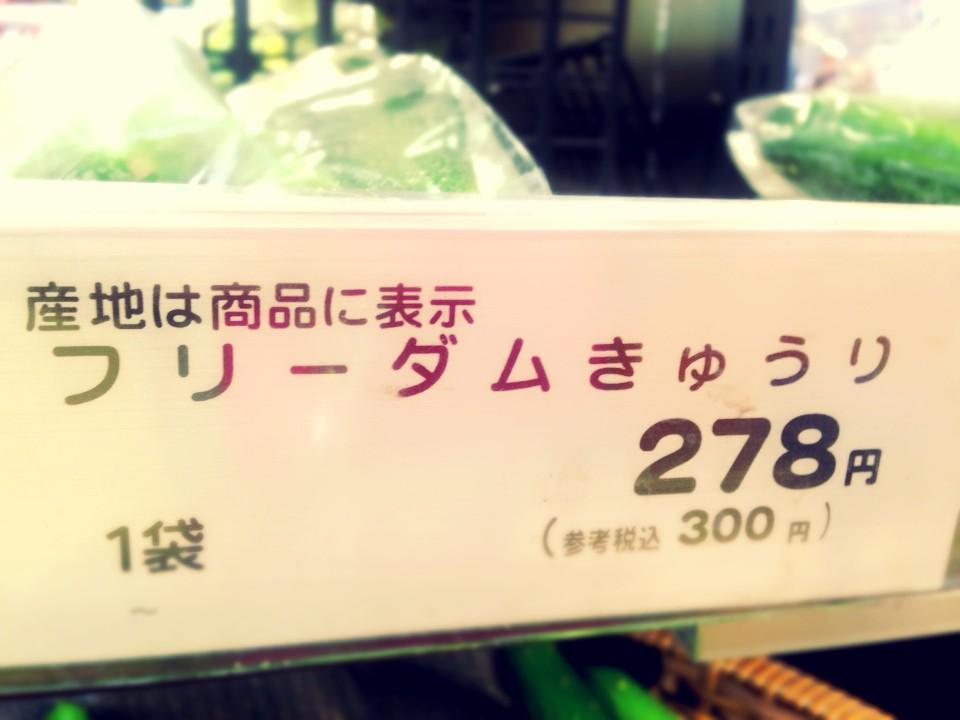 産地は商品に表示
フリーダムきゅうり
278円
1袋
(参考税込 300円)